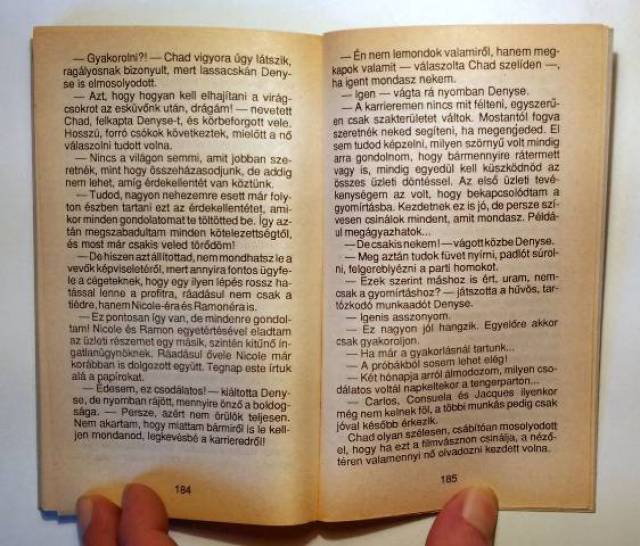 — Gyakorolni?! — Chad vigyora úgy látszik,
ragályosnak bizonyult, mert lassacskán Deny-
se is elmosolyodott.
— Azt, hogy hogyan kell elhajítani a virág-
csokrot az esküvőnk után, drágám! — nevetett
Chad, felkapta Denyse-t, és körbeforgott vele.
Hosszú, forró csókok következtek, mielőtt a nő
válaszolni tudott volna.
— Nincs a világon semmi, amit jobban sze-
retnék, mint hogy összeházasodjunk, de addig
nem lehet, amíg érdekellentét van köztünk.
— Tudod, nagyon nehezemre esett már foly-
ton észben tartani ezt az érdekellentétet, ami-
kor minden gondolatomat te töltötted be. Így az-
tán megszabadultam minden kötelezettségtől,
és most már csakis veled törődöm!
— De hiszen azt állítottad, nem mondhatsz le a
vevők képviseletéről, mert annyira fontos ügyfe-
le a cégeteknek, hogy egy ilyen lépés rossz ha-
tással lenne a profitra, ráadásul nem csak a
tiédre, hanem Nicole-éra és Ramonéra is.
— Ez pontosan így van, de mindenre gondol-
tam! Nicole és Ramon egyetértésével eladtam
az üzleti részemet egy másik, szintén kitűnő in-
gatlanügynöknek. Ráadásul ővele Nicole már
korábban is dolgozott együtt. Tegnap este írtuk
alá a papírokat.
— Édesem, ez csodálatos! — kiáltotta Deny-
se, de nyomban rájött, mennyire önző a boldog-
sága. — Persze, azért nem örülök teljesen.
Nem akartam, hogy miattam bármiről is le kell-
jen mondanod, legkevésbé a karrieredről!
184
— Én nem lemondok valamiről, hanem meg-
kapok valamit — válaszolta Chad szelíden —,
ha igent mondasz nekem.
— Igen — vágta rá nyomban Denyse.
— A karrieremen nincs mit félteni, egyszerű-
en csak szakterületet váltok. Mostantól fogva
szeretnék neked segíteni, ha megengeded. El
sem tudod képzelni, milyen szörnyű volt mindig
arra gondolnom, hogy bármennyire rátermett
vagy is, mindig egyedül kell küszködnöd az
összes üzleti döntéssel. Az első üzleti tevé-
kenységem az volt, hogy bekapcsolódtam a
gyomírtásba. Kezdetnek ez is jó, de persze szí-
vesen csinálok mindent, amit mondasz. Példá-
ul megágyazhatok...
— De csakis nekem! — vágott közbe Denyse.
— Meg aztán tudok füvet nyírni, padlót súrol-
ni, felgereblyézni a parti homokot.
— Ezek szerint máshoz is ért, uram, nem-
csak a gyomírtáshoz? — játszotta a hűvös, tar-
tózkodó munkaadót Denyse.
— Igenis asszonyom.
— Ez nagyon jól hangzik. Egyelőre akkor
csak gyakoroljon.
— Ha már a gyakorlásnál tartunk...
— A próbákból sosem lehet elég!
— Két hónapja arról álmodozom, milyen cso-
dálatos voltál napkeltekor a tengerparton...
— Carlos, Consuela és Jacques ilyenkor
még nem kelnek föl, a többi munkás pedig csak
jóval később érkezik.
Chad olyan szélesen, csábítóan mosolyodott
el, hogy ha ezt a filmvásznon csinálja, a néző-
téren valamennyi nő olvadozni kezdett volna.
185